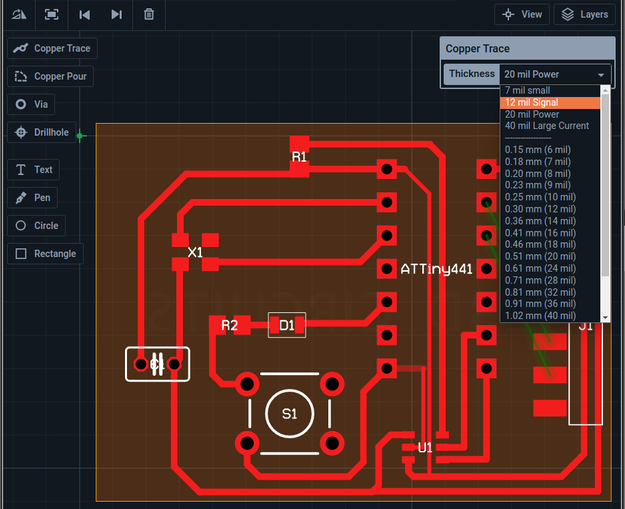 View
Layers
Copper Trace
Copper Pour
Via
Drillhole
Text
Pen
Circle
Rectangle
Copper Trace
Thickness
20 mil Power
7 mil small
12 mil Signal
20 mil Power
40 mil Large Current
0.15 mm (6 mil)
0.18 mm (7 mil)
0.20 mm (8 mil)
0.23 mm (9 mil)
0.25 mm (10 mil)
0.30 mm (12 mil)
0.36 mm (14 mil)
0.41 mm (16 mil)
0.46 mm (18 mil)
0.51 mm (20 mil)
0.61 mm (24 mil)
0.71 mm (28 mil)
0.81 mm (32 mil)
0.91 mm (36 mil)
1.02 mm (40 mil)
R1
X1
ATTiny441
R2
D1
J1
S1
U1